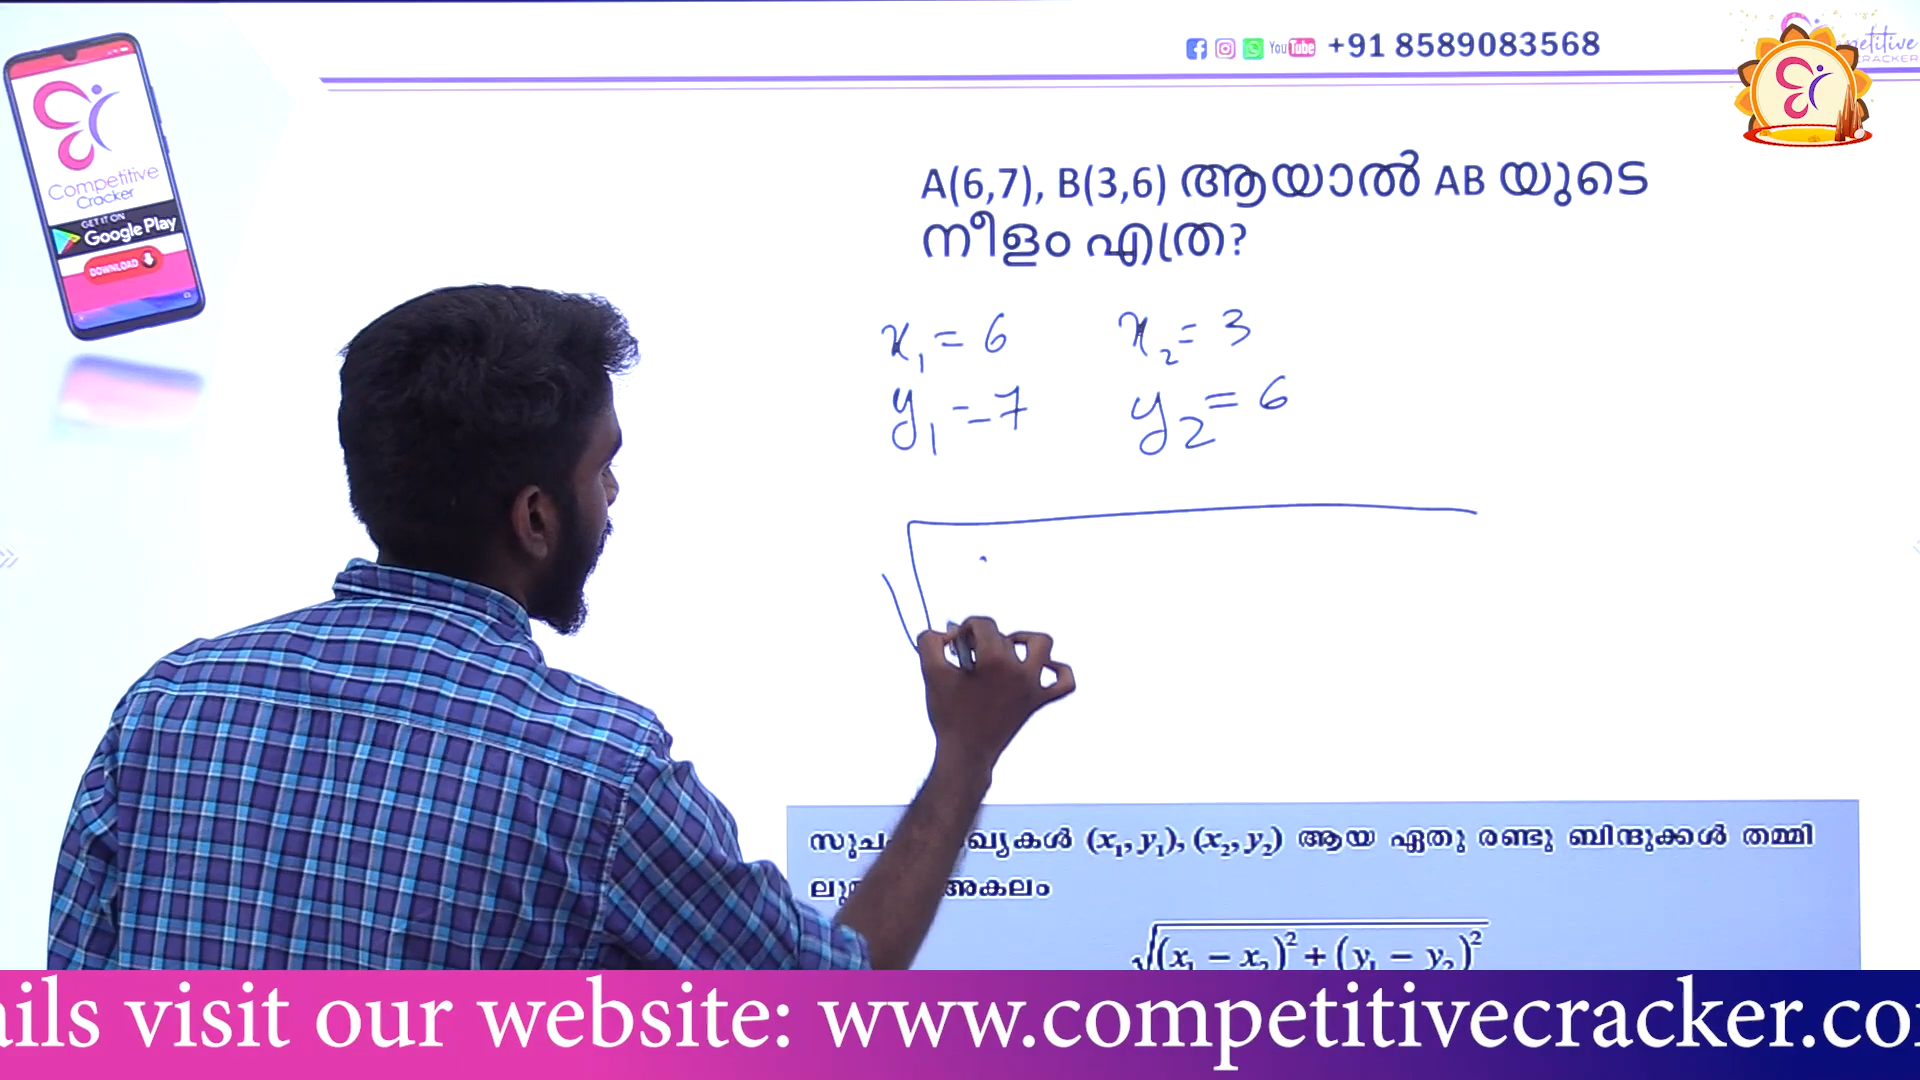 YouTube +91 8589083568
Competitive
Cracker
GET IT ON
Google Play
DOWNLOAD
CRACKER
A(6,7), B(3,6) ആയാൽ AB യുടെ
നീളം എത്ര?
x₁ = 6 x₂ = 3
y₁ = 7 y₂ = 6
(x₁, y₁), (x₂, y₂) ആയ ഏതു രണ്ടു ബിന്ദുക്കൾ തമ്മി
അകലം
√(x₁ − x₂)² + (y₁ − y₂)²
visit our website: www.competitivecracker.co